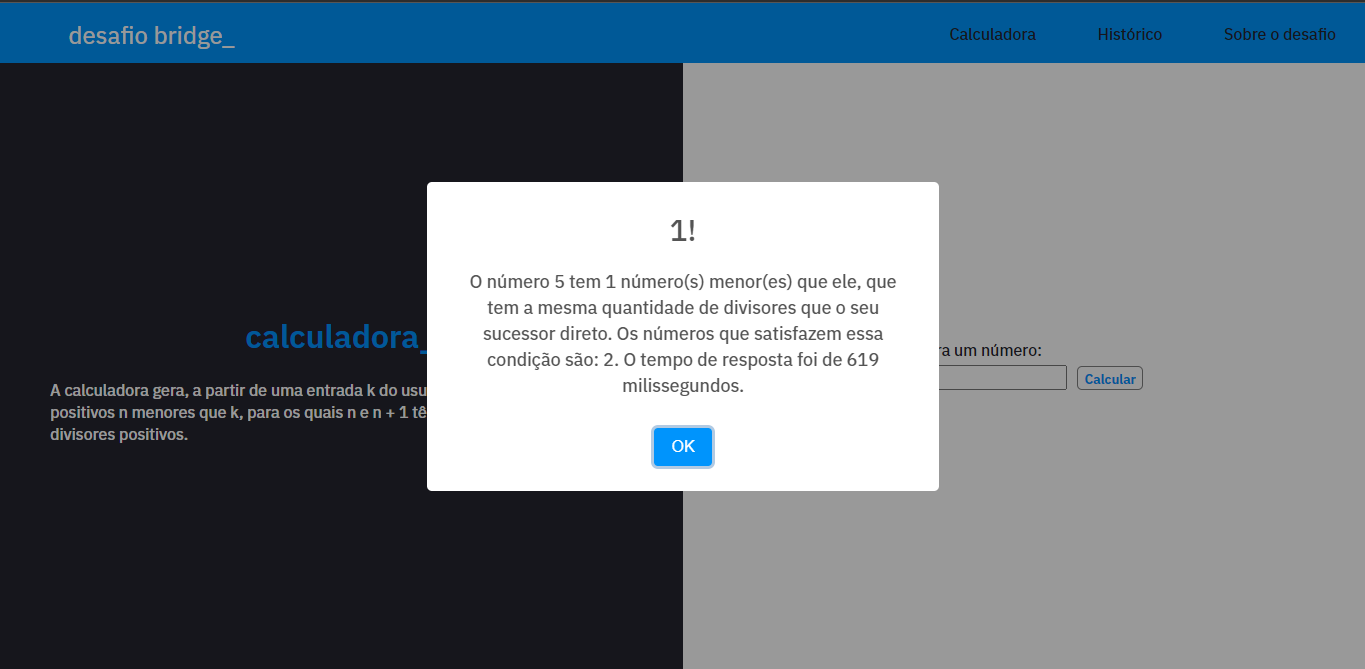 desafio bridge_
Calculadora
Histórico
Sobre o desafio
1!
O número 5 tem 1 número(s) menor(es) que ele, que
tem a mesma quantidade de divisores que o seu
sucessor direto. Os números que satisfazem essa
condição são: 2. O tempo de resposta foi de 619
milissegundos.
OK
calculadora_
A calculadora gera, a partir de uma entrada k do usu
positivos n menores que k, para os quais n e n + 1 tê
divisores positivos.
ra um número:
Calcular